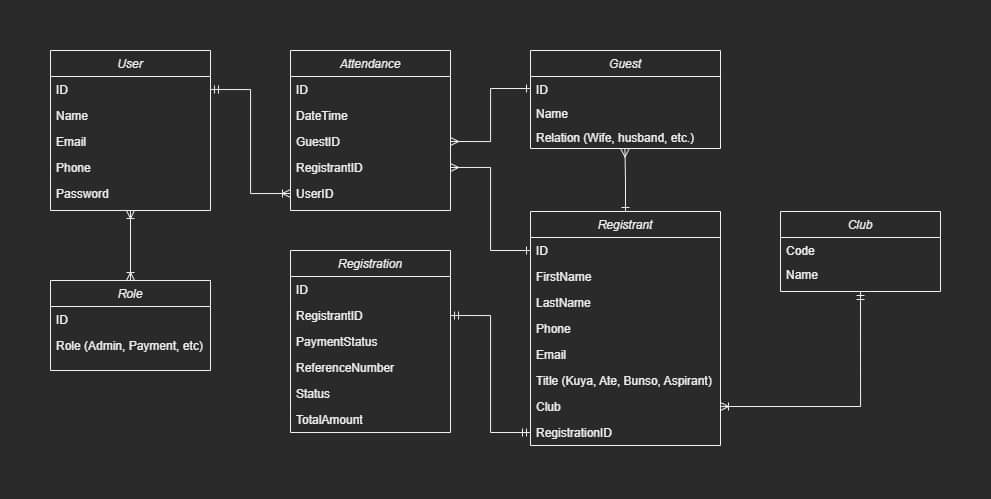 User
ID
Name
Email
Phone
Password
Attendance
ID
DateTime
GuestID
RegistrantID
UserID
Guest
ID
Name
Relation (Wife, husband, etc.)
Role
ID
Role (Admin, Payment, etc)
Registration
ID
RegistrantID
PaymentStatus
ReferenceNumber
Status
TotalAmount
Registrant
ID
FirstName
LastName
Phone
Email
Title (Kuya, Ate, Bunso, Aspirant)
Club
RegistrationID
Club
Code
Name